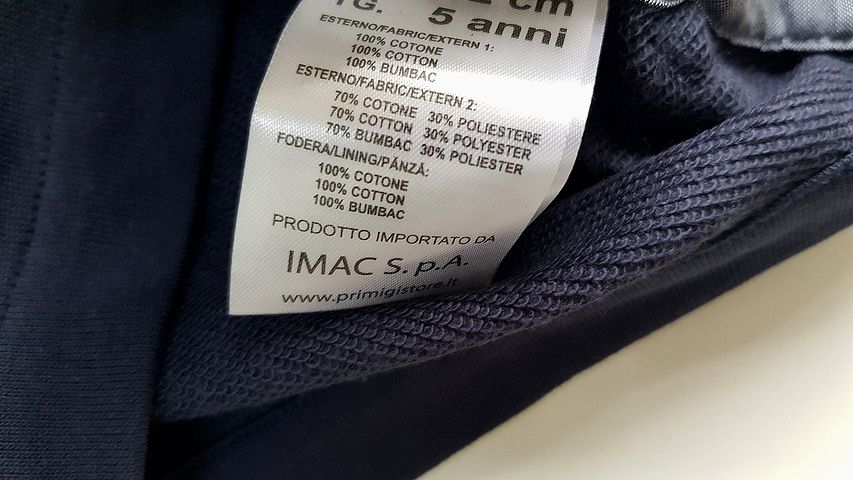 cm
TG. 5 anni
ESTERNO/FABRIC/EXTERN 1:
100% COTONE
100% COTTON
100% BUMBAC
ESTERNO/FABRIC/EXTERN 2:
70% COTONE 30% POLIESTERE
70% COTTON 30% POLYESTER
70% BUMBAC 30% POLIESTER
FODERA/LINING/PÂNZĂ:
100% COTONE
100% COTTON
100% BUMBAC
PRODOTTO IMPORTATO DA
IMAC S.p.A.
www.primigistore.it